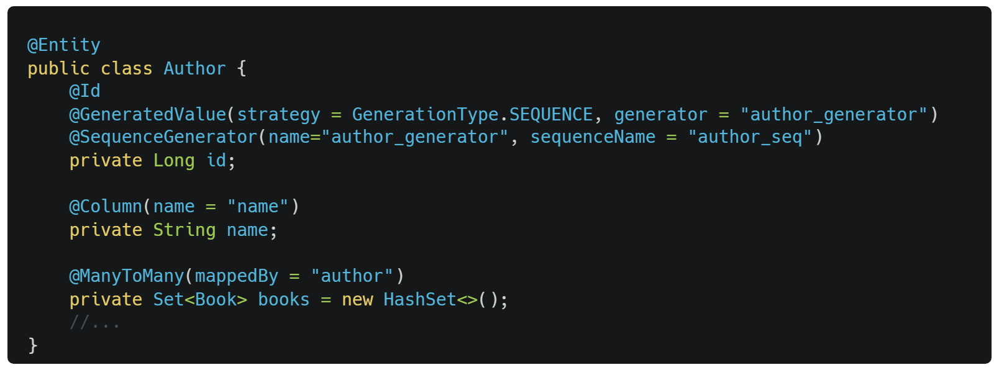 @Entity
public class Author {
    @Id
    @GeneratedValue(strategy = GenerationType.SEQUENCE, generator = "author_generator")
    @SequenceGenerator(name="author_generator", sequenceName = "author_seq")
    private Long id;

    @Column(name = "name")
    private String name;

    @ManyToMany(mappedBy = "author")
    private Set<Book> books = new HashSet<>();
    //...
}